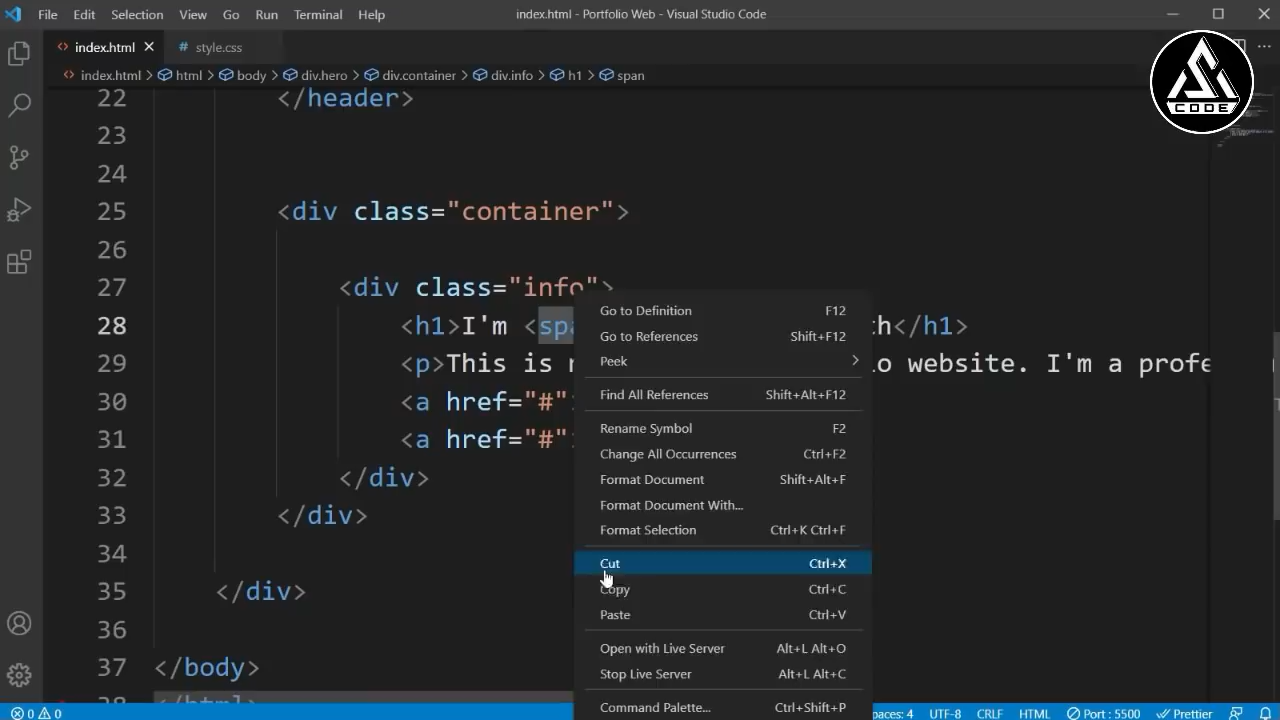 File Edit Selection View Go Run Terminal Help index.html - Portfolio Web - Visual Studio Code
index.html # style.css
index.html > html > body > div.hero > div.container > div.info > h1 > span
CODE
22 </header>
23
24
25 <div class="container">
26
27 <div class="info">
28 <h1>I'm <spa h</h1>
29 <p>This is o website. I'm a profe
30 <a href="#"
31 <a href="#"
32 </div>
33 </div>
34
35 </div>
36
37 </body>
38 </html>
Go to Definition F12
Go to References Shift+F12
Peek >
Find All References Shift+Alt+F12
Rename Symbol F2
Change All Occurrences Ctrl+F2
Format Document Shift+Alt+F
Format Document With...
Format Selection Ctrl+K Ctrl+F
Cut Ctrl+X
Copy Ctrl+C
Paste Ctrl+V
Open with Live Server Alt+L Alt+O
Stop Live Server Alt+L Alt+C
Command Palette... Ctrl+Shift+P
0 0 paces: 4 UTF-8 CRLF HTML Port : 5500 Prettier